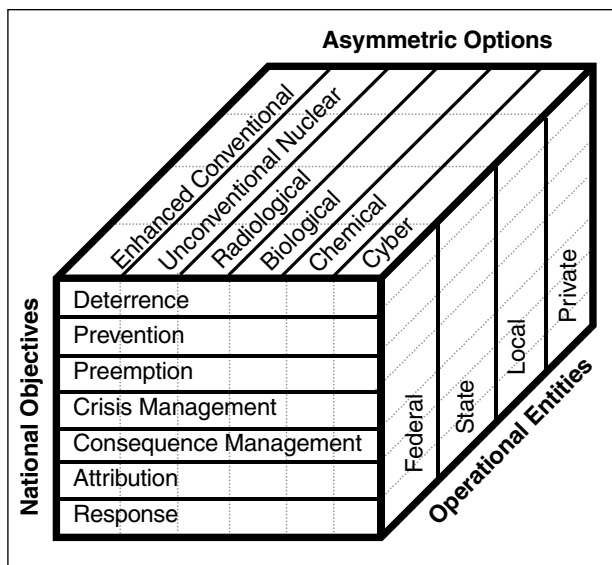 Asymmetric Options
Enhanced Conventional
Unconventional Nuclear
Radiological
Biological
Chemical
Cyber
National Objectives
Deterrence
Prevention
Preemption
Crisis Management
Consequence Management
Attribution
Response
Federal
State
Local
Private
Operational Entities